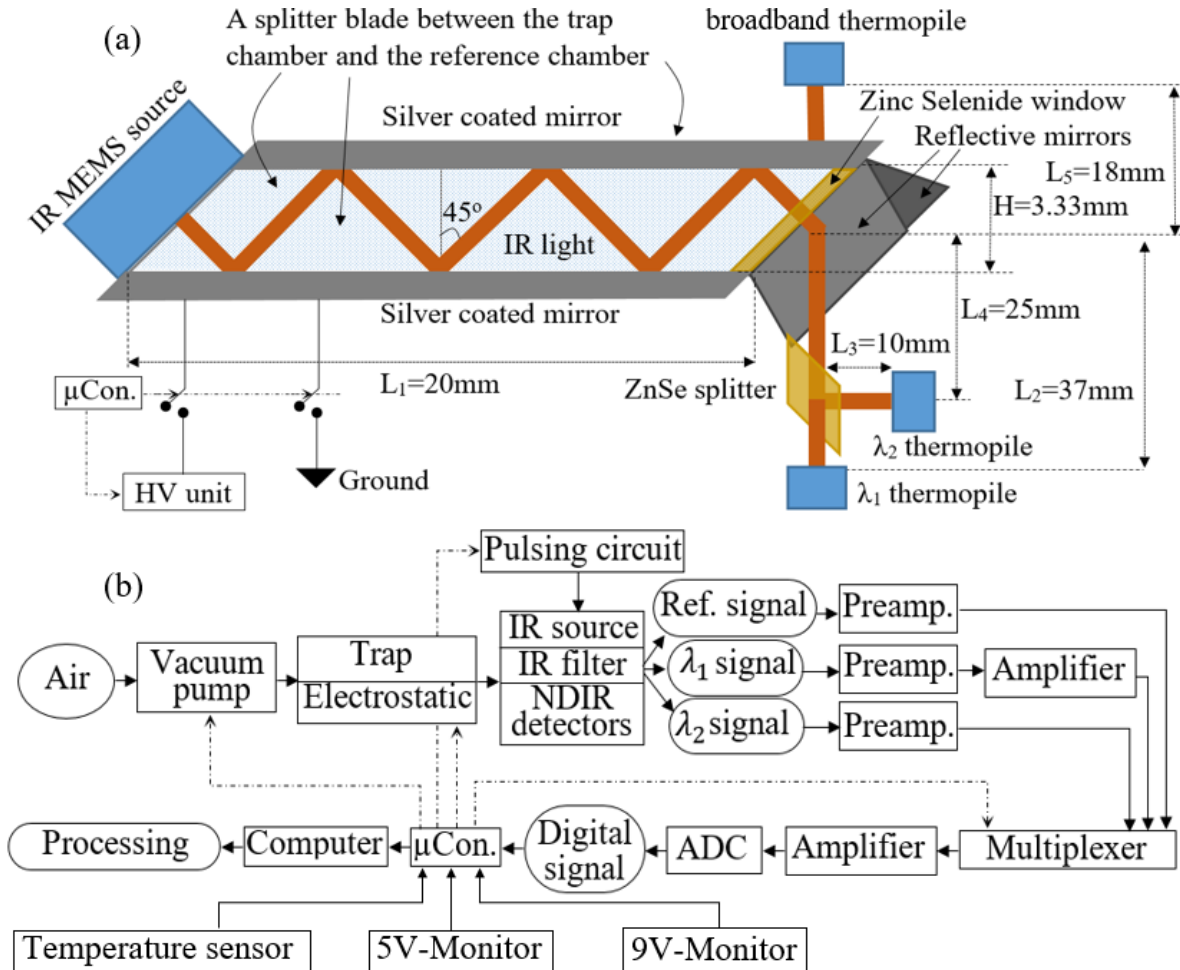 (a)
A splitter blade between the trap
chamber and the reference chamber
broadband thermopile
IR MEMS source
Silver coated mirror
Zinc Selenide window
Reflective mirrors
L₅=18mm
H=3.33mm
45°
IR light
Silver coated mirror
L₄=25mm
L₃=10mm
L₁=20mm
ZnSe splitter
L₂=37mm
µCon.
λ₂ thermopile
HV unit
Ground
λ₁ thermopile
(b)
Pulsing circuit
Air
Vacuum
pump
Trap
Electrostatic
IR source
IR filter
NDIR
detectors
Ref. signal
Preamp.
λ₁ signal
Preamp.
Amplifier
λ₂ signal
Preamp.
Processing
Computer
µCon.
Digital
signal
ADC
Amplifier
Multiplexer
Temperature sensor
5V-Monitor
9V-Monitor